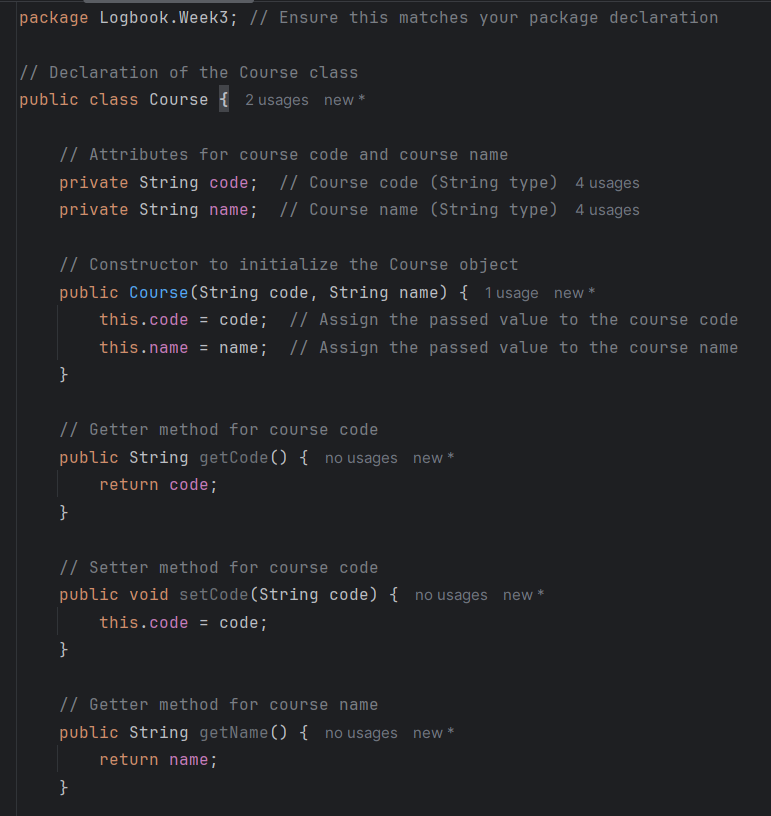 package Logbook.Week3; // Ensure this matches your package declaration
// Declaration of the Course class
public class Course { 2 usages new *
// Attributes for course code and course name
private String code; // Course code (String type) 4 usages
private String name; // Course name (String type) 4 usages
// Constructor to initialize the Course object
public Course(String code, String name) { 1 usage new *
this.code = code; // Assign the passed value to the course code
this.name = name; // Assign the passed value to the course name
}
// Getter method for course code
public String getCode() { no usages new *
return code;
}
// Setter method for course code
public void setCode(String code) { no usages new *
this.code = code;
}
// Getter method for course name
public String getName() { no usages new *
return name;
}